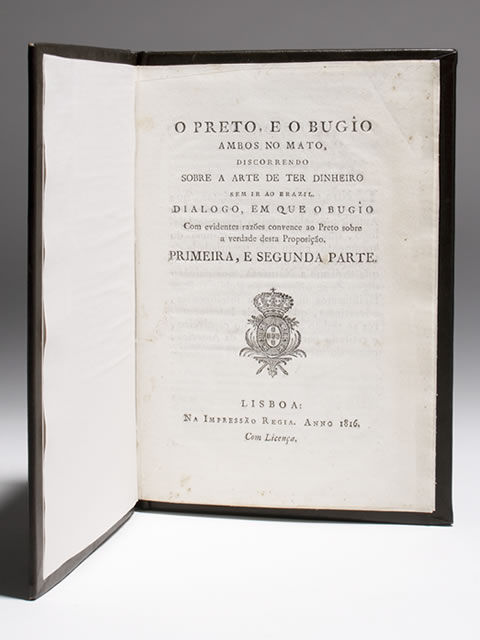 O PRETO, E O BUGIO
AMBOS NO MATO,
DISCORRENDO
SOBRE A ARTE DE TER DINHEIRO
SEM IR AO BRAZIL.
DIALOGO, EM QUE O BUGIO
Com evidentes razões convence ao Preto sobre
a verdade desta Proposição.
PRIMEIRA, E SEGUNDA PARTE.
LISBOA:
NA IMPRESSÃO REGIA. ANNO 1816.
Com Licença.